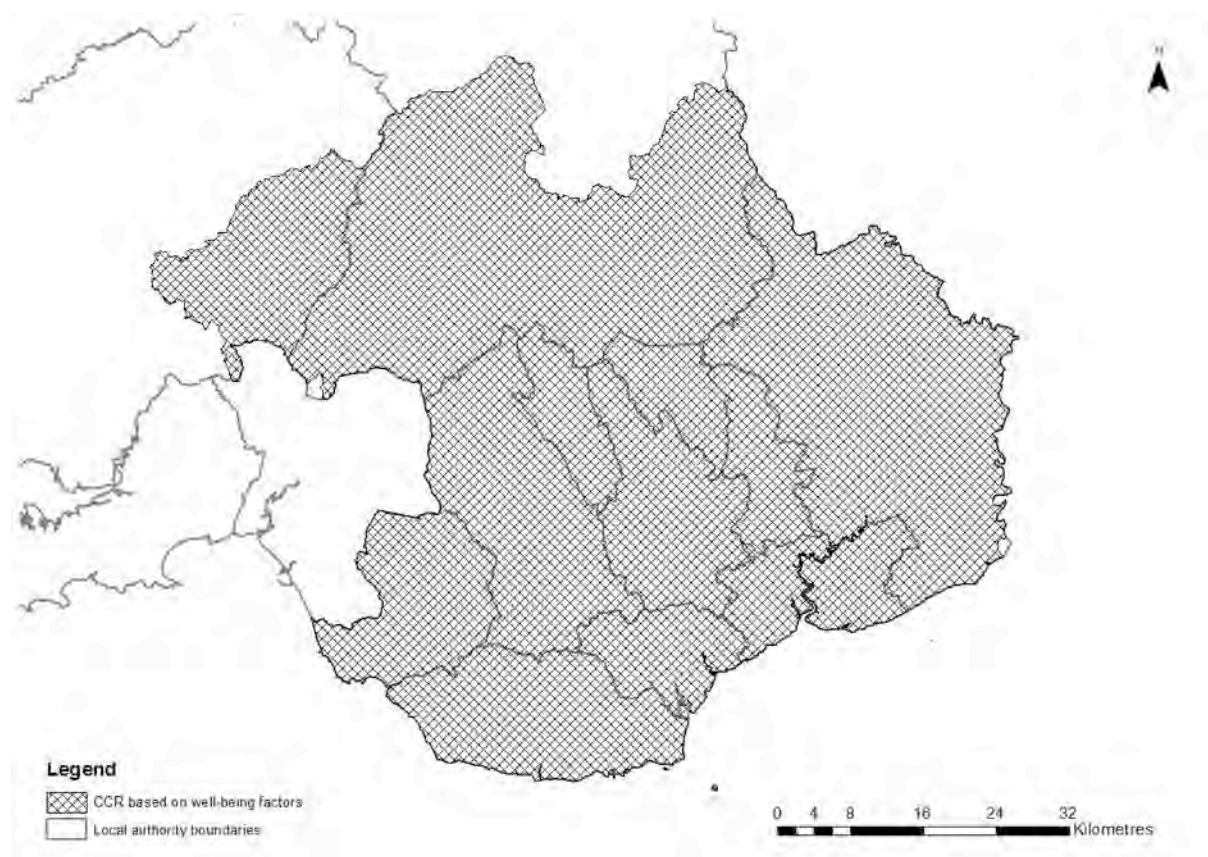 N
Legend
CCR based on well-being factors
Local authority boundaries
0 4 8 16 24 32
Kilometres